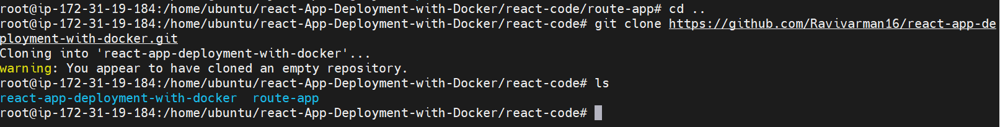 root@ip-172-31-19-184:/home/ubuntu/react-App-Deployment-with-Docker/react-code/route-app# cd ..
root@ip-172-31-19-184:/home/ubuntu/react-App-Deployment-with-Docker/react-code# git clone https://github.com/Ravivarman16/react-app-de
ployment-with-docker.git
Cloning into 'react-app-deployment-with-docker'...
warning: You appear to have cloned an empty repository.
root@ip-172-31-19-184:/home/ubuntu/react-App-Deployment-with-Docker/react-code# ls
react-app-deployment-with-docker  route-app
root@ip-172-31-19-184:/home/ubuntu/react-App-Deployment-with-Docker/react-code#